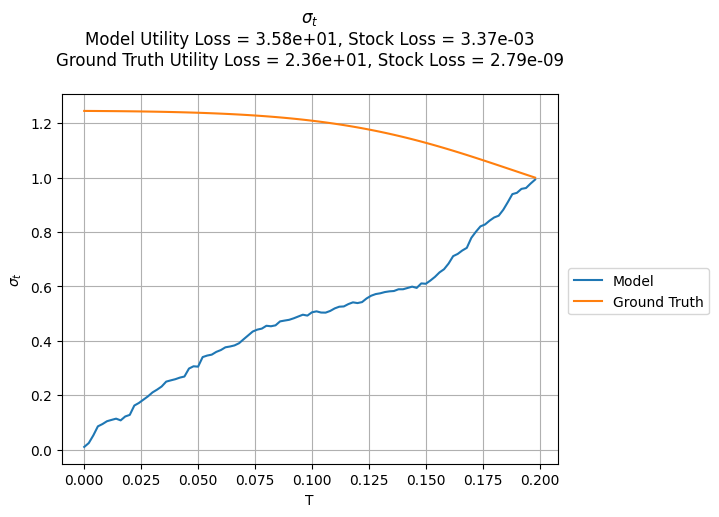 σt
Model Utility Loss = 3.58e+01, Stock Loss = 3.37e-03
Ground Truth Utility Loss = 2.36e+01, Stock Loss = 2.79e-09
1.2
1.0
0.8
0.6
0.4
0.2
0.0
σt
0.000 0.025 0.050 0.075 0.100 0.125 0.150 0.175 0.200
T
Model
Ground Truth